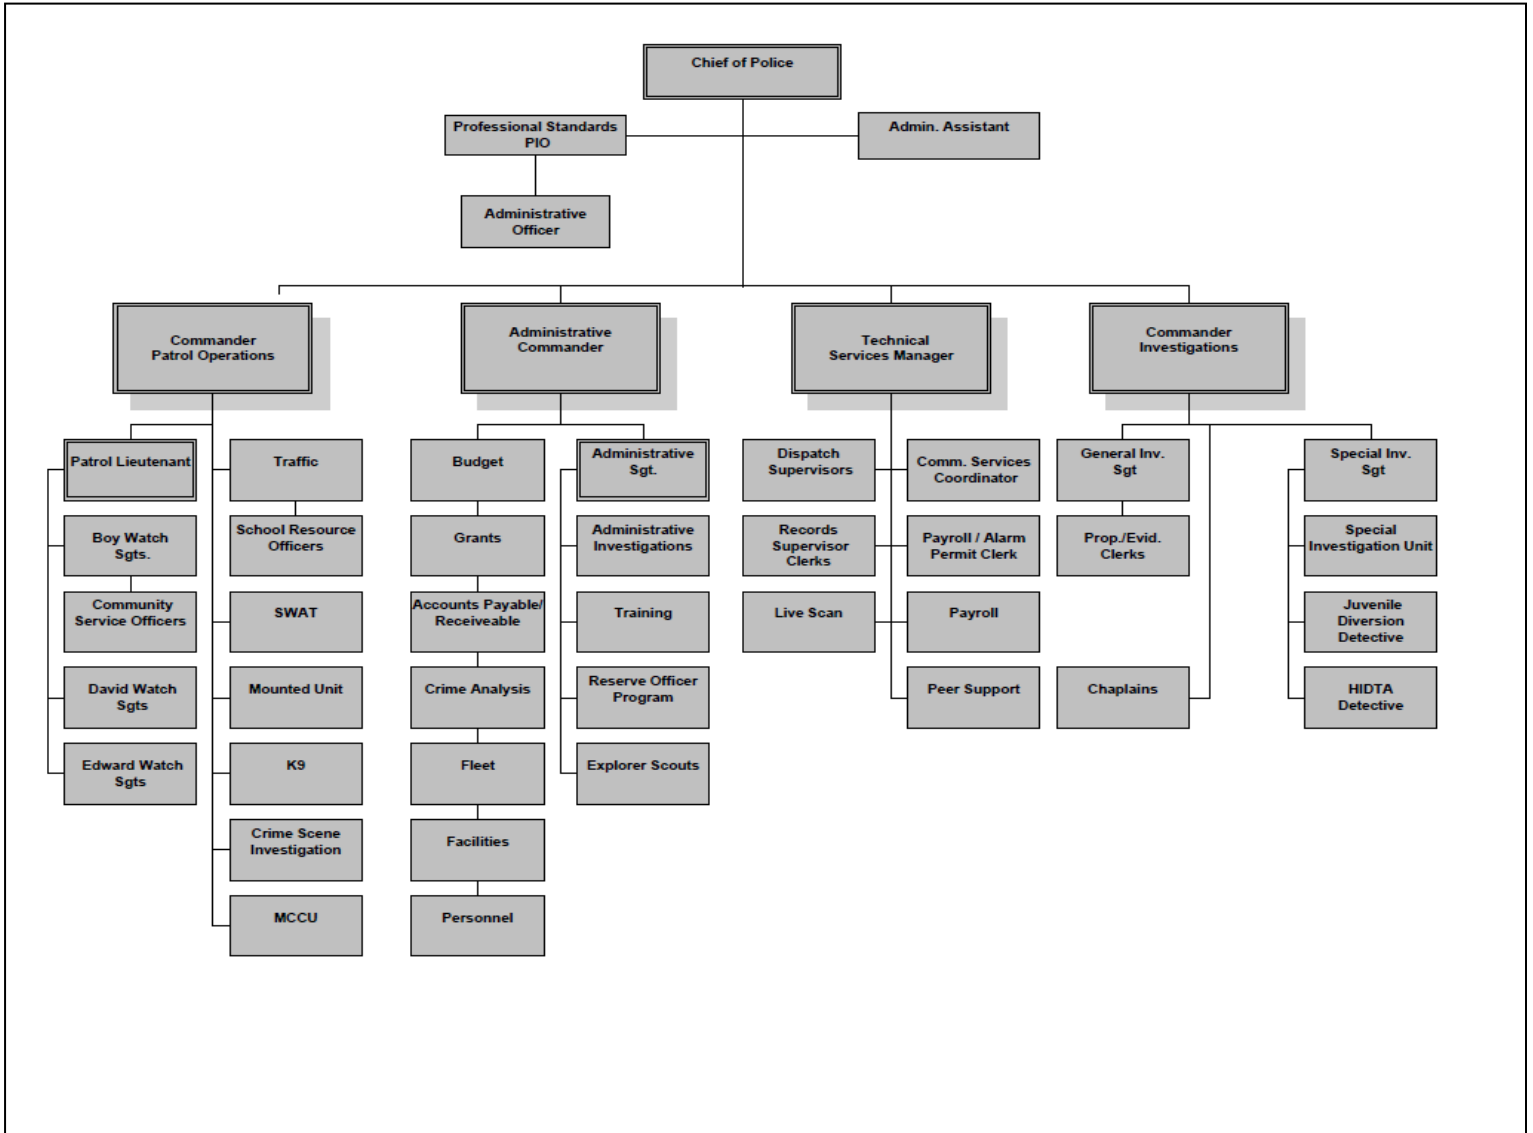 Chief of Police
Professional Standards
PIO
Admin. Assistant
Administrative
Officer
Commander
Patrol Operations
Administrative
Commander
Technical
Services Manager
Commander
Investigations
Patrol Lieutenant
Traffic
Budget
Administrative
Sgt.
Dispatch
Supervisors
Comm. Services
Coordinator
General Inv.
Sgt
Special Inv.
Sgt
Boy Watch
Sgts.
School Resource
Officers
Grants
Administrative
Investigations
Records
Supervisor
Clerks
Payroll / Alarm
Permit Clerk
Prop./Evid.
Clerks
Special
Investigation Unit
Community
Service Officers
SWAT
Accounts Payable/
Receiveable
Training
Live Scan
Payroll
Juvenile
Diversion
Detective
David Watch
Sgts
Mounted Unit
Crime Analysis
Reserve Officer
Program
Peer Support
Chaplains
HIDTA
Detective
Edward Watch
Sgts
K9
Fleet
Explorer Scouts
Crime Scene
Investigation
Facilities
MCCU
Personnel